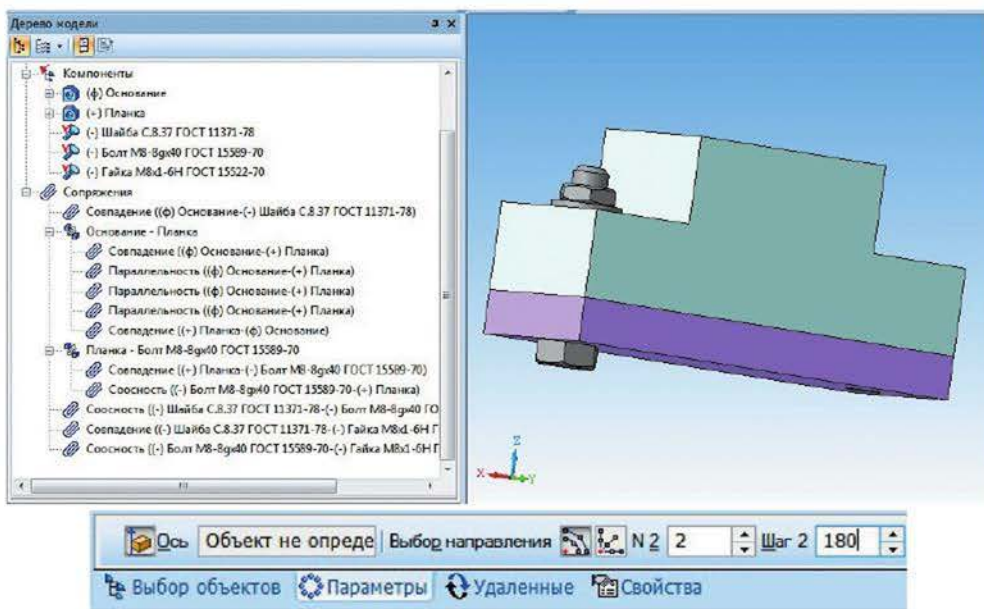 Дерево модели
Компоненты
(ф) Основание
(+) Планка
(-) Шайба С.8.37 ГОСТ 11371-78
(-) Болт М8-8gx40 ГОСТ 15589-70
(-) Гайка М8х1-6Н ГОСТ 15522-70
Сопряжения
Совпадение ((ф) Основание-(-) Шайба С.8.37 ГОСТ 11371-78)
Основание - Планка
Совпадение ((ф) Основание-(+) Планка)
Параллельность ((ф) Основание-(+) Планка)
Параллельность ((ф) Основание-(+) Планка)
Параллельность ((ф) Основание-(+) Планка)
Совпадение ((+) Планка-(ф) Основание)
Планка - Болт М8-8gx40 ГОСТ 15589-70
Совпадение ((+) Планка-(-) Болт М8-8gx40 ГОСТ 15589-70)
Соосность ((-) Болт М8-8gx40 ГОСТ 15589-70-(+) Планка)
Соосность ((-) Шайба С.8.37 ГОСТ 11371-78-(-) Болт М8-8gx40 ГО
Совпадение ((-) Шайба С.8.37 ГОСТ 11371-78-(-) Гайка М8х1-6Н Г
Соосность ((-) Болт М8-8gx40 ГОСТ 15589-70-(-) Гайка М8х1-6Н Г
Z
X Y
Ось Объект не опреде Выбор направления N 2 2 Шаг 2 180
Выбор объектов Параметры Удаленные Свойства